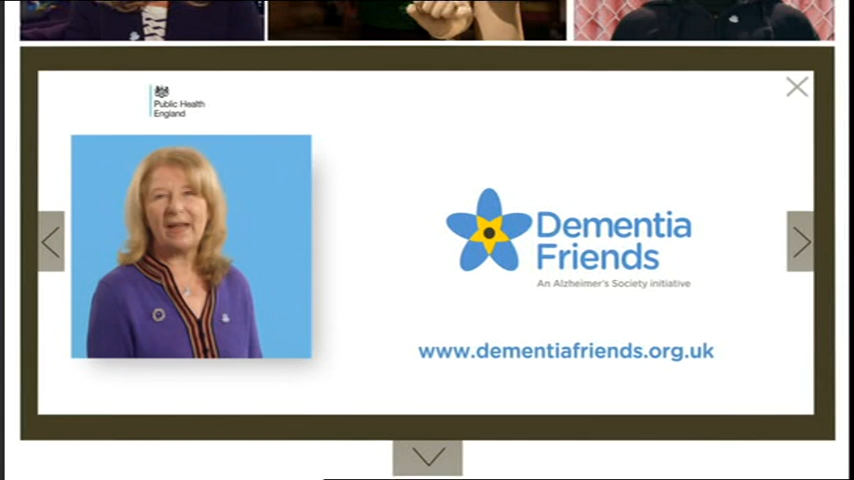 Public Health
England
Dementia
Friends
An Alzheimer's Society initiative
www.dementiafriends.org.uk